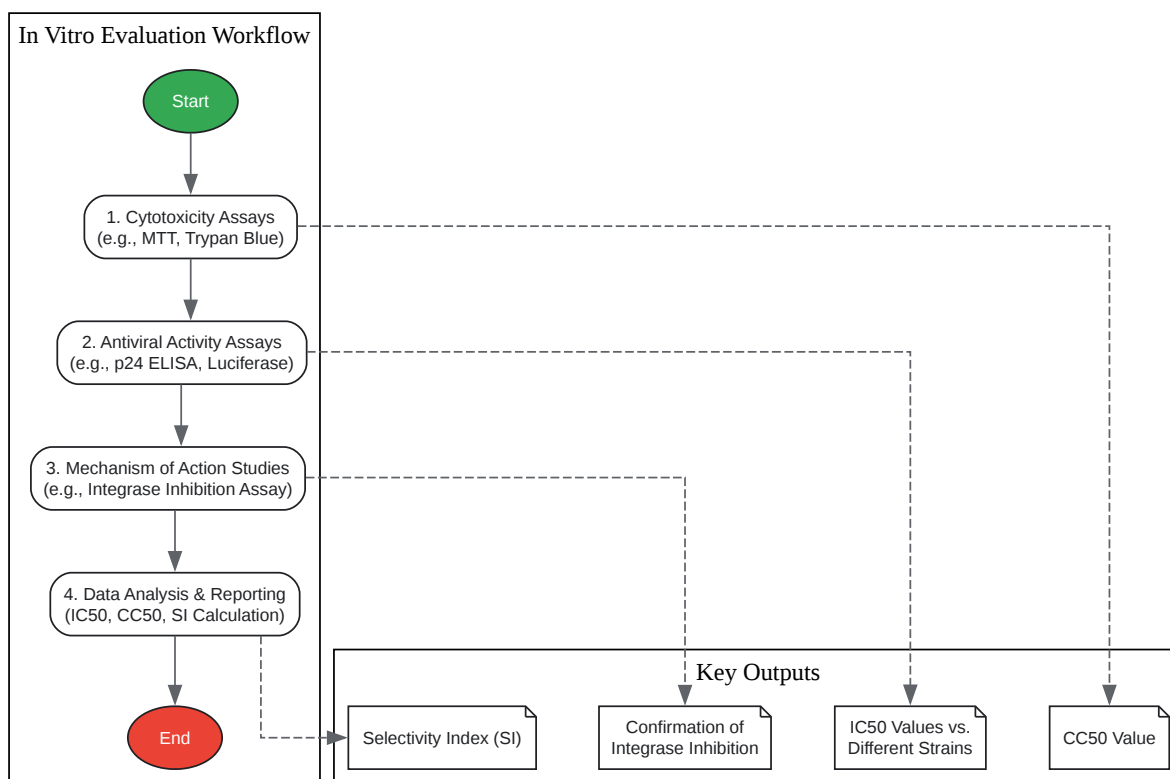 In Vitro Evaluation Workflow
Start
1. Cytotoxicity Assays
(e.g., MTT, Trypan Blue)
2. Antiviral Activity Assays
(e.g., p24 ELISA, Luciferase)
3. Mechanism of Action Studies
(e.g., Integrase Inhibition Assay)
4. Data Analysis & Reporting
(IC50, CC50, SI Calculation)
End
Key Outputs
Selectivity Index (SI)
Confirmation of
Integrase Inhibition
IC50 Values vs.
Different Strains
CC50 Value